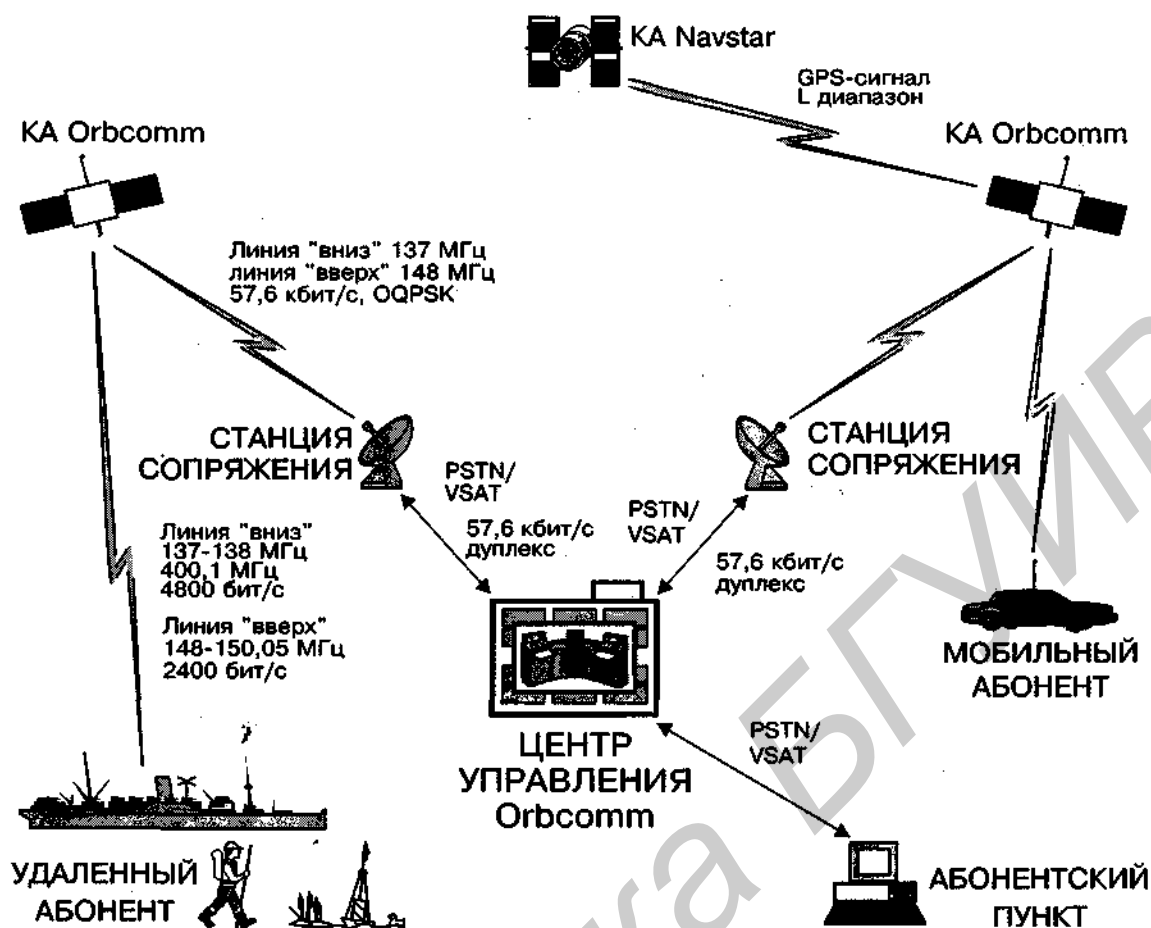 КА Navstar
GPS-сигнал
L диапазон
КА Orbcomm
КА Orbcomm
Линия "вниз" 137 МГц
линия "вверх" 148 МГц
57,6 кбит/с, OQPSK
СТАНЦИЯ
СОПРЯЖЕНИЯ
СТАНЦИЯ
СОПРЯЖЕНИЯ
PSTN/
VSAT
57,6 кбит/с
дуплекс
PSTN/
VSAT
57,6 кбит/с
дуплекс
Линия "вниз"
137-138 МГц
400,1 МГц
4800 бит/с
Линия "вверх"
148-150,05 МГц
2400 бит/с
МОБИЛЬНЫЙ
АБОНЕНТ
ЦЕНТР
УПРАВЛЕНИЯ
Orbcomm
PSTN/
VSAT
УДАЛЕННЫЙ
АБОНЕНТ
АБОНЕНТСКИЙ
ПУНКТ